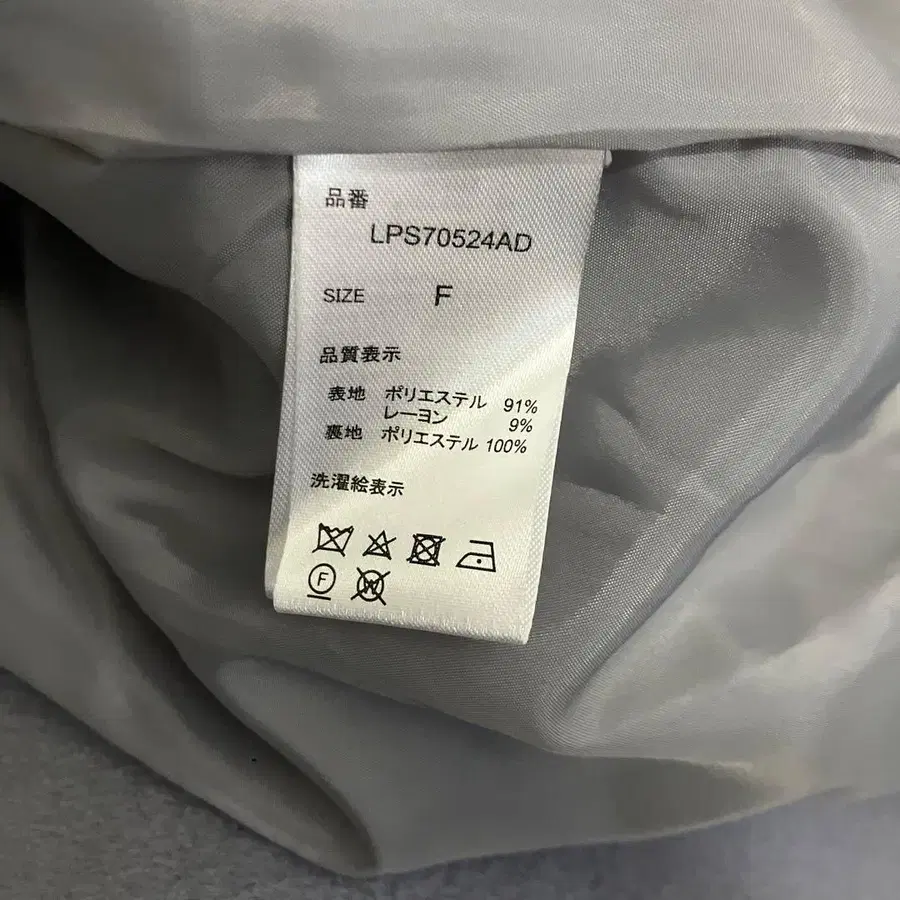 品番
LPS70524AD
SIZE F
品質表示
表地 ポリエステル 91%
レーヨン 9%
裏地 ポリエステル 100%
洗濯絵表示
F
W